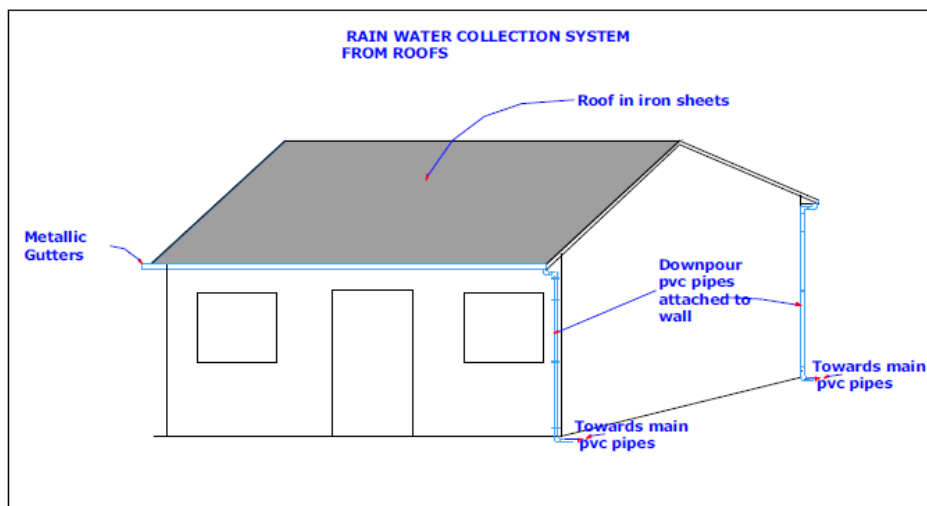 RAIN WATER COLLECTION SYSTEM
FROM ROOFS
Roof in iron sheets
Metallic
Gutters
Downpour
pvc pipes
attached to
wall
Towards main
pvc pipes
Towards main
pvc pipes